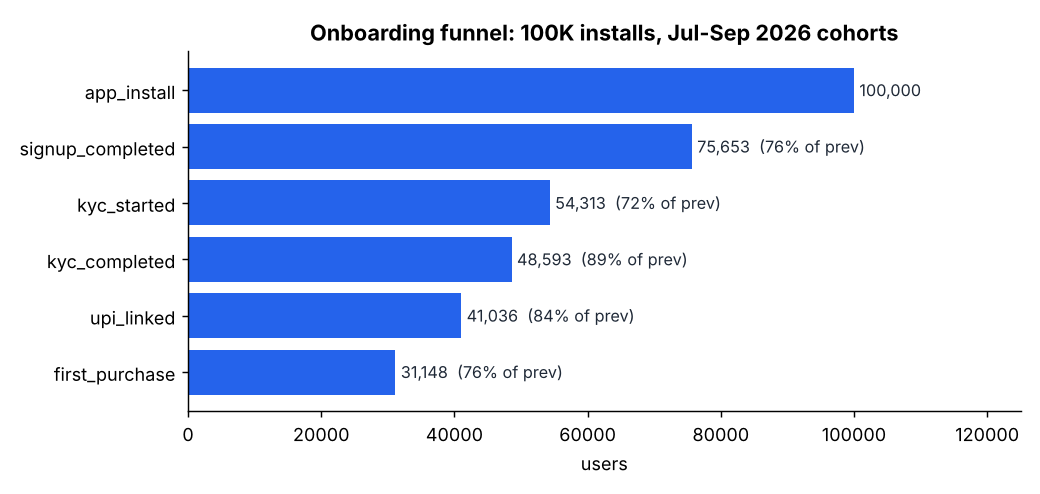 Onboarding funnel: 100K installs, Jul-Sep 2026 cohorts
app_install 100,000
signup_completed 75,653 (76% of prev)
kyc_started 54,313 (72% of prev)
kyc_completed 48,593 (89% of prev)
upi_linked 41,036 (84% of prev)
first_purchase 31,148 (76% of prev)
0 20000 40000 60000 80000 100000 120000
users